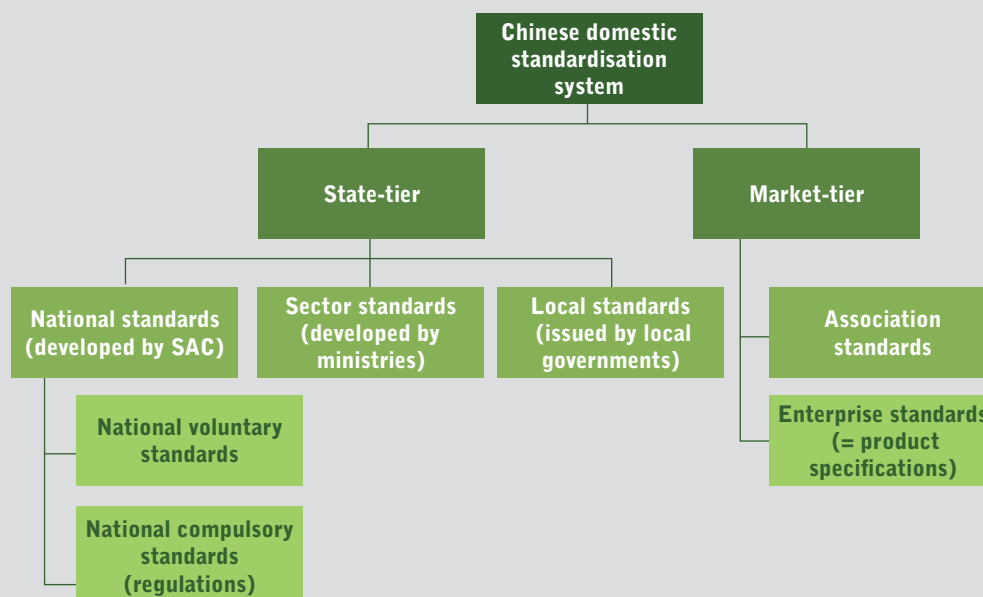 Chinese domestic
standardisation
system
State-tier
Market-tier
National standards
(developed by SAC)
Sector standards
(developed by
ministries)
Local standards
(issued by local
governments)
Association
standards
National voluntary
standards
Enterprise standards
(= product
specifications)
National compulsory
standards
(regulations)